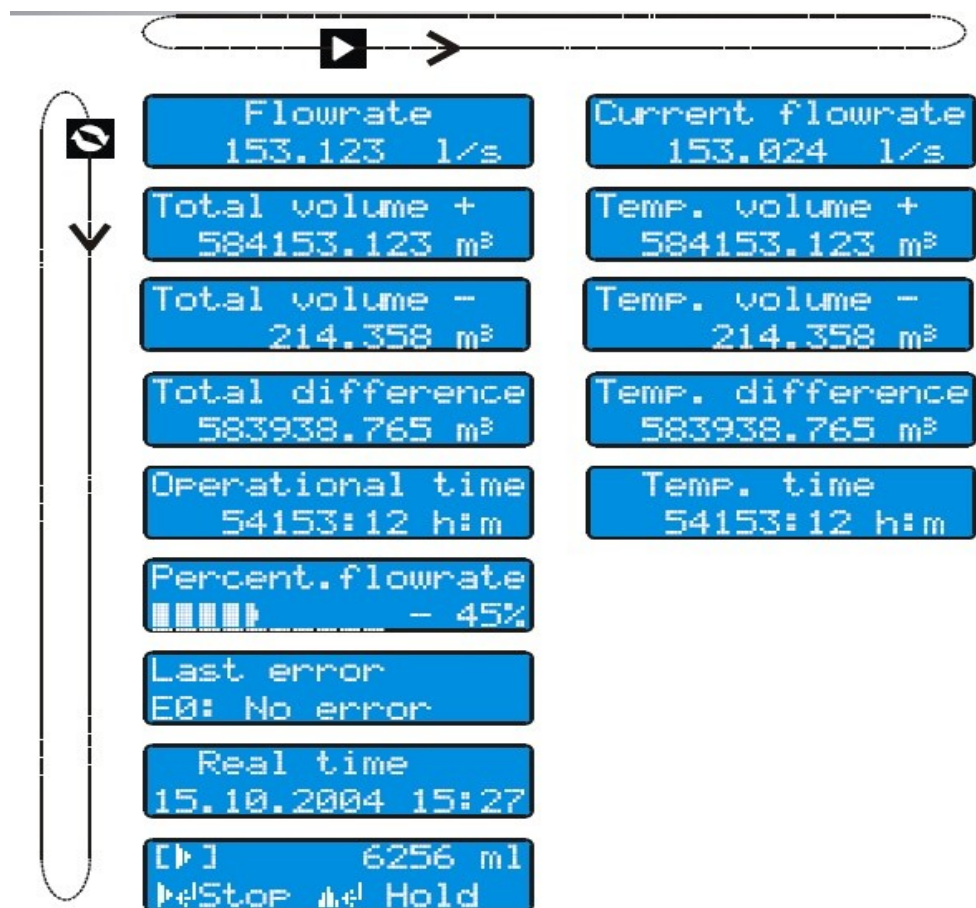 Flowrate
153.123 l/s
Current flowrate
153.024 l/s
Total volume +
584153.123 m³
Temp. volume +
584153.123 m³
Total volume -
214.358 m³
Temp. volume -
214.358 m³
Total difference
583938.765 m³
Temp. difference
583938.765 m³
Operational time
54153:12 h:m
Temp. time
54153:12 h:m
Percent.flowrate
- 45%
Last error
E0: No error
Real time
15.10.2004 15:27
[▶] 6256 ml
Stop Hold